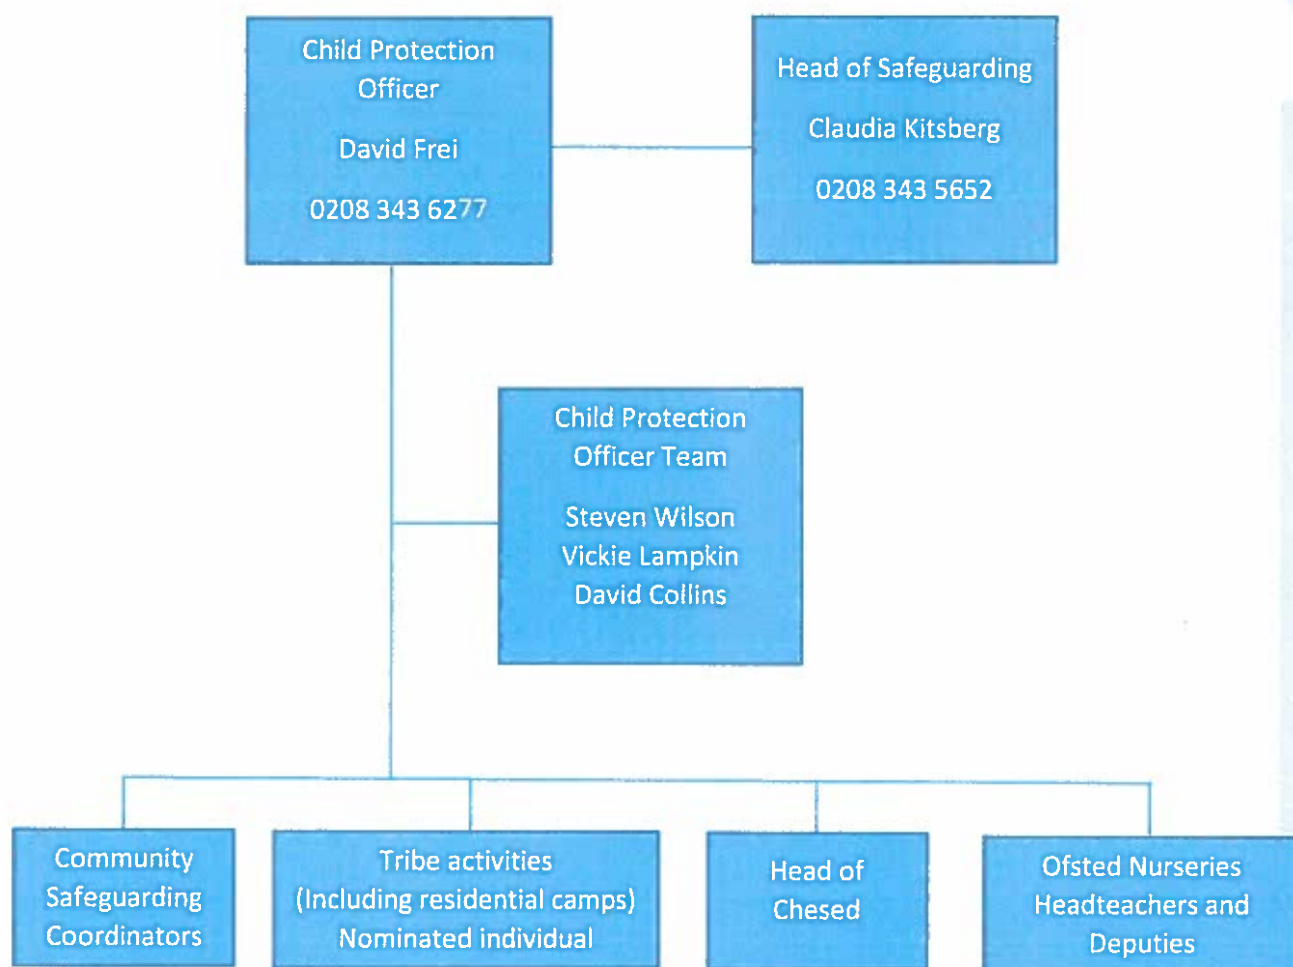 Child Protection
Officer
David Frei
0208 343 6277
Head of Safeguarding
Claudia Kitsberg
0208 343 5652
Child Protection
Officer Team
Steven Wilson
Vickie Lampkin
David Collins
Community
Safeguarding
Coordinators
Tribe activities
(Including residential camps)
Nominated individual
Head of
Chesed
Ofsted Nurseries
Headteachers and
Deputies